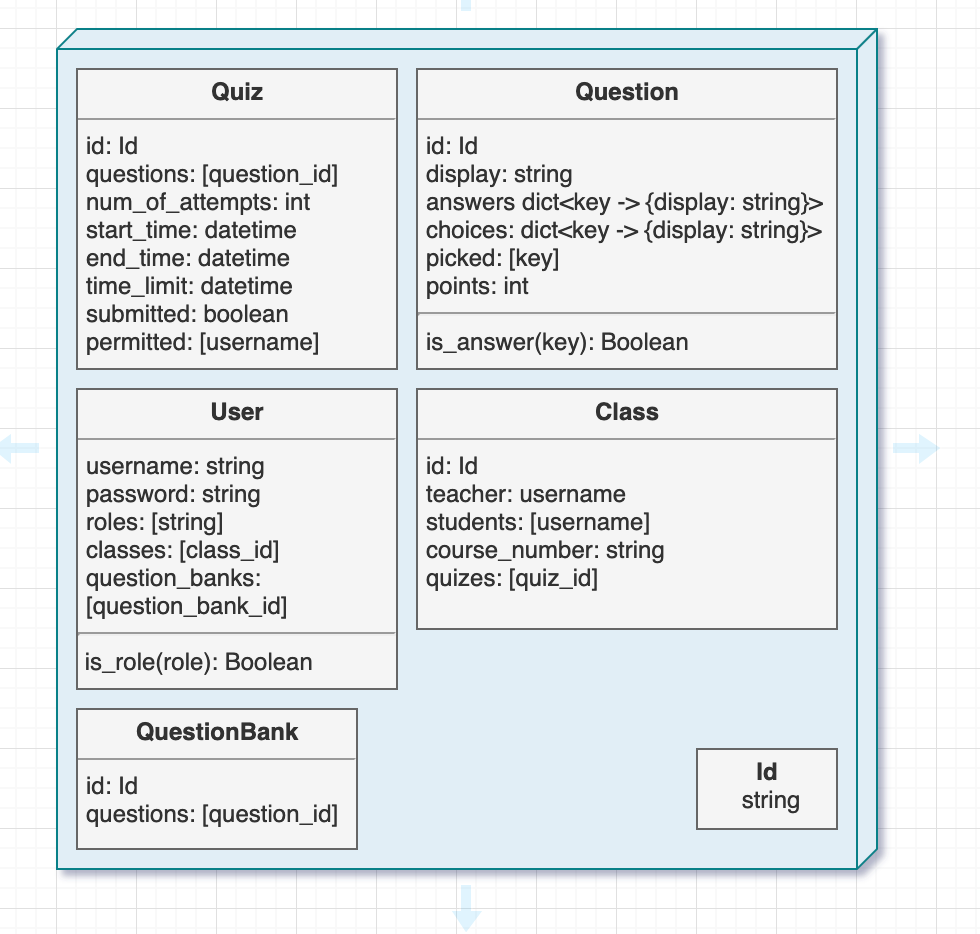 Quiz
id: Id
questions: [question_id]
num_of_attempts: int
start_time: datetime
end_time: datetime
time_limit: datetime
submitted: boolean
permitted: [username]
Question
id: Id
display: string
answers dict<key -> {display: string}>
choices: dict<key -> {display: string}>
picked: [key]
points: int
is_answer(key): Boolean
User
username: string
password: string
roles: [string]
classes: [class_id]
question_banks:
[question_bank_id]
is_role(role): Boolean
Class
id: Id
teacher: username
students: [username]
course_number: string
quizes: [quiz_id]
QuestionBank
id: Id
questions: [question_id]
Id
string